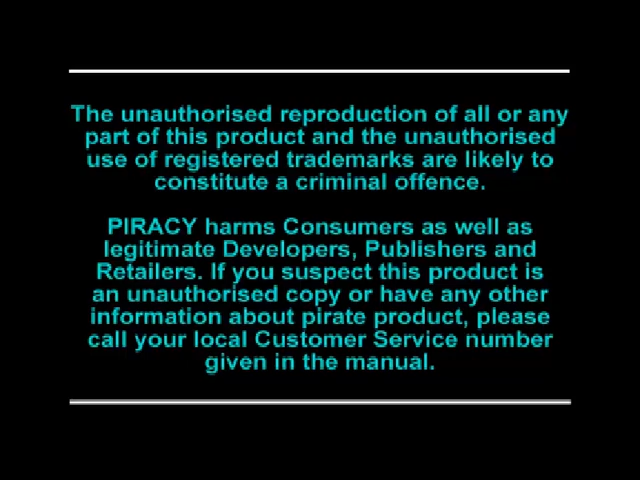 The unauthorised reproduction of all or any
part of this product and the unauthorised
use of registered trademarks are likely to
constitute a criminal offence.
PIRACY harms Consumers as well as
legitimate Developers, Publishers and
Retailers. If you suspect this product is
an unauthorised copy or have any other
information about pirate product, please
call your local Customer Service number
given in the manual.